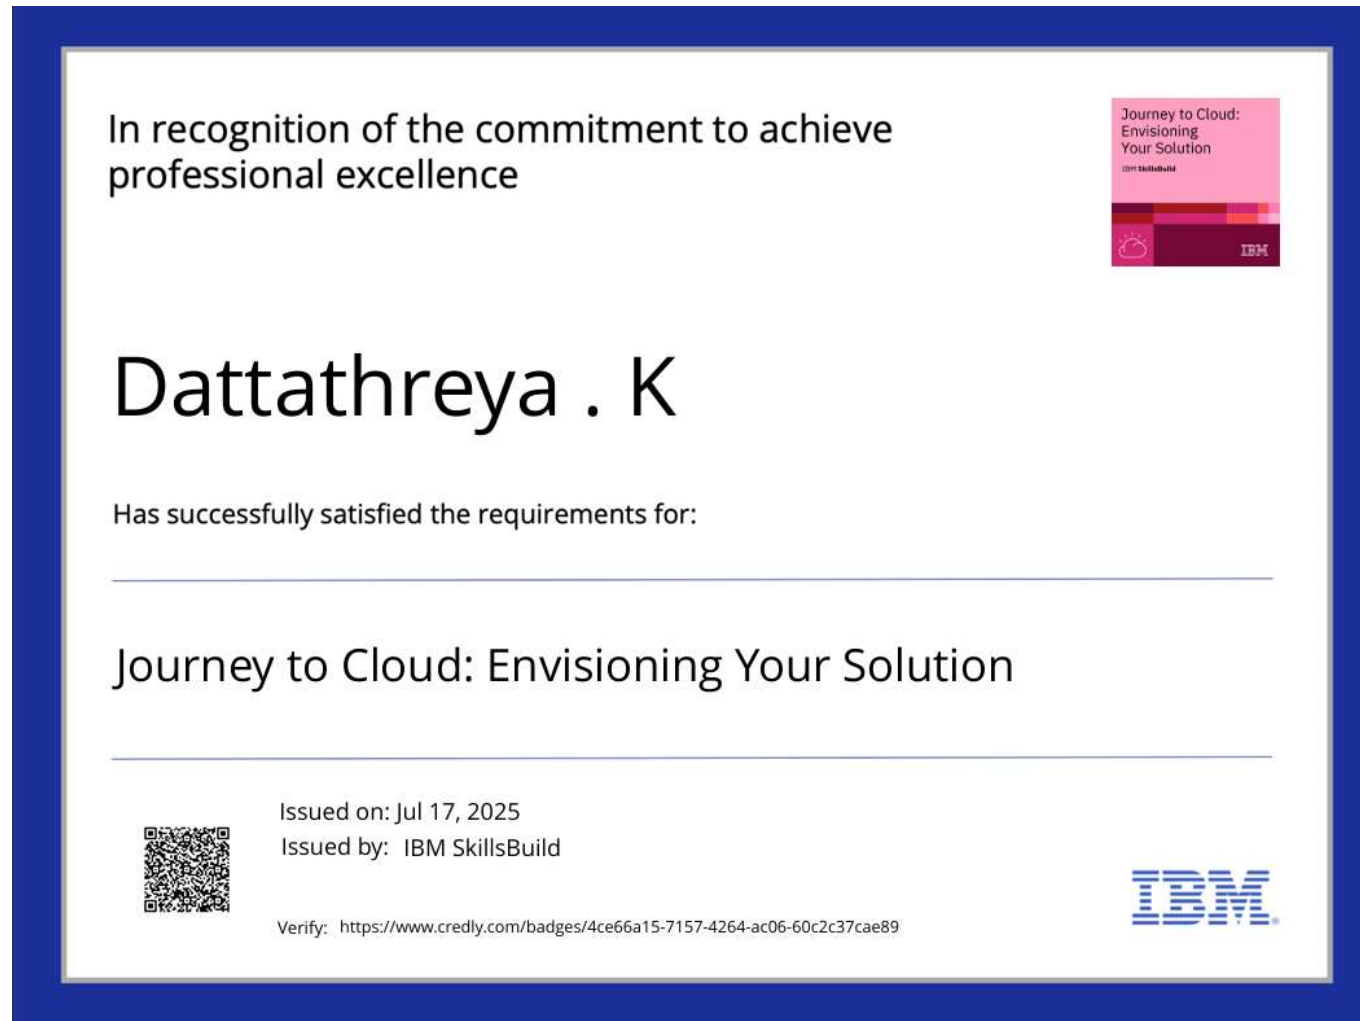 In recognition of the commitment to achieve
professional excellence
Journey to Cloud:
Envisioning
Your Solution
IBM SkillsBuild
IBM
Dattathreya . K
Has successfully satisfied the requirements for:
Journey to Cloud: Envisioning Your Solution
Issued on: Jul 17, 2025
Issued by: IBM SkillsBuild
Verify: https://www.credly.com/badges/4ce66a15-7157-4264-ac06-60c2c37cae89
IBM®